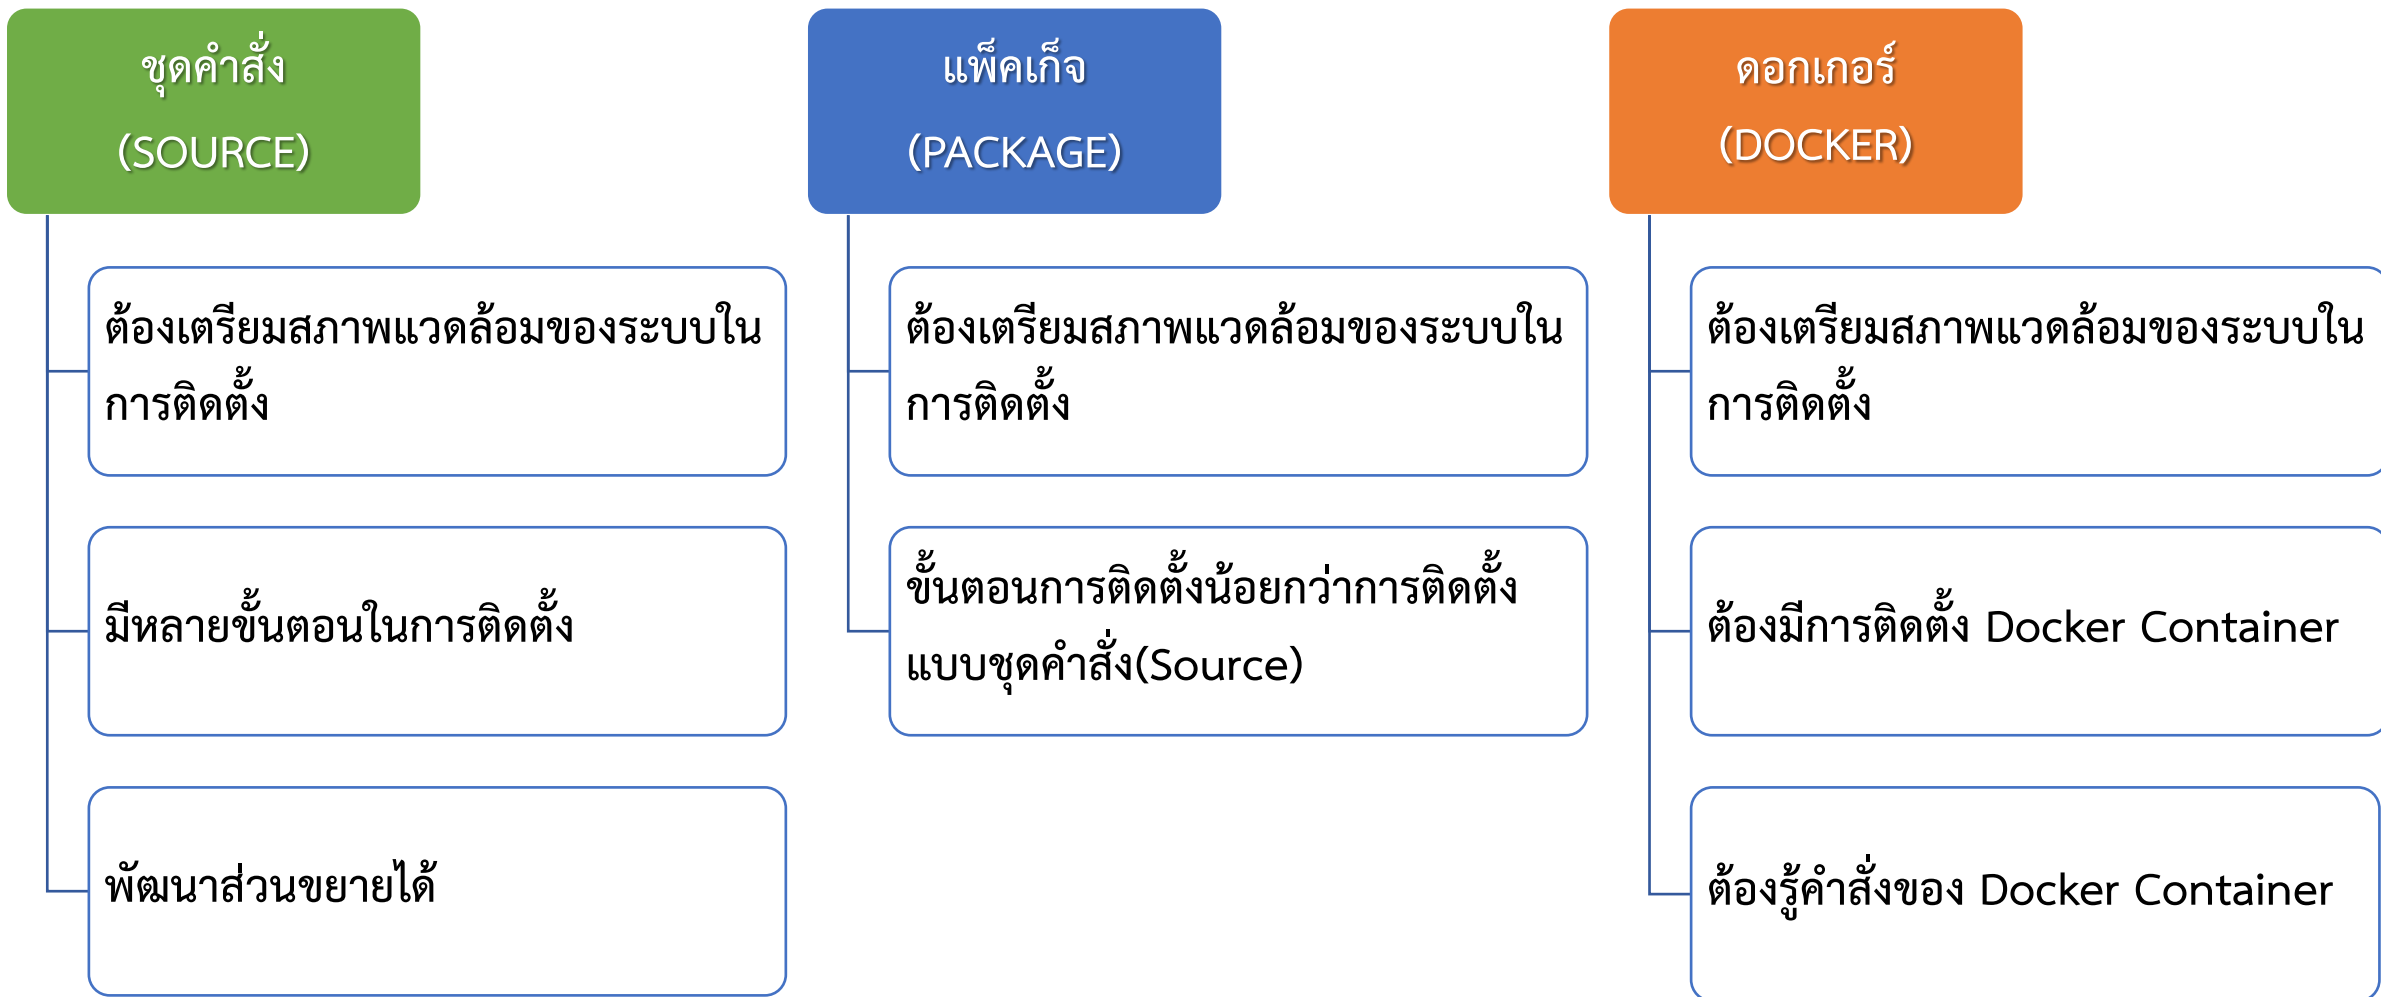 ชุดคำสั่ง
(SOURCE)
ต้องเตรียมสภาพแวดล้อมของระบบใน
การติดตั้ง
มีหลายขั้นตอนในการติดตั้ง
พัฒนาส่วนขยายได้
แพ็คเก็จ
(PACKAGE)
ต้องเตรียมสภาพแวดล้อมของระบบใน
การติดตั้ง
ขั้นตอนการติดตั้งน้อยกว่าการติดตั้ง
แบบชุดคำสั่ง(Source)
ดอกเกอร์
(DOCKER)
ต้องเตรียมสภาพแวดล้อมของระบบใน
การติดตั้ง
ต้องมีการติดตั้ง Docker Container
ต้องรู้คำสั่งของ Docker Container